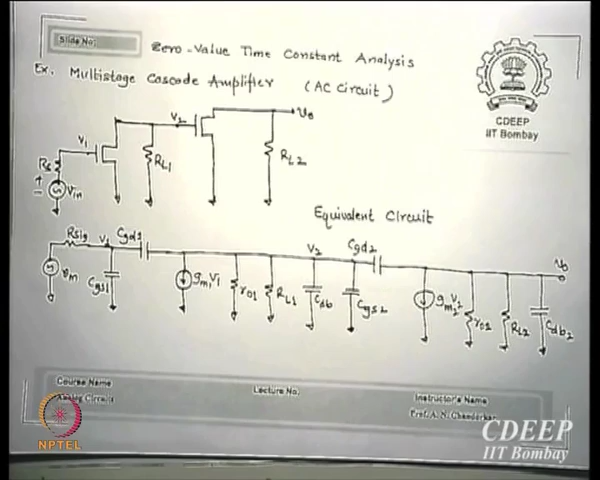 Slide No:
Zero-Value Time Constant Analysis
Ex. Multistage Cascade Amplifier (AC Circuit)
CDEEP
IIT Bombay
V1
V2
Vo
Rs
Vin
RL1
RL2
Equivalent Circuit
Rsig
V1
Cgd1
V2
Cgd2
Vo
Vin
Cgs1
gm1V1
ro1
RL1
Cdb
Cgs2
gm2V2
ro2
RL2
Cdb2
Course Name
Analog Circuits
Lecture No.
Instructor's Name
Prof. A. N. Chandorkar
NPTEL
CDEEP
IIT Bombay